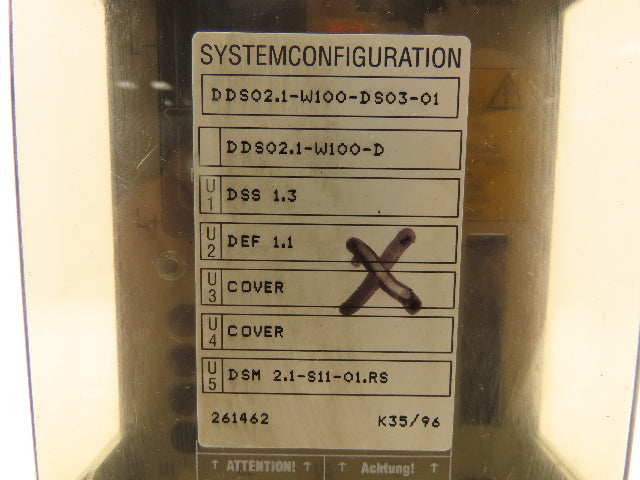 SYSTEMCONFIGURATION
DDS02.1-W100-DS03-01
DDS02.1-W100-D
U1 DSS 1.3
U2 DEF 1.1
U3 COVER
U4 COVER
U5 DSM 2.1-S11-01.RS
261462 K35/96
↑ ATTENTION! ↑ ↑ Achtung! ↑